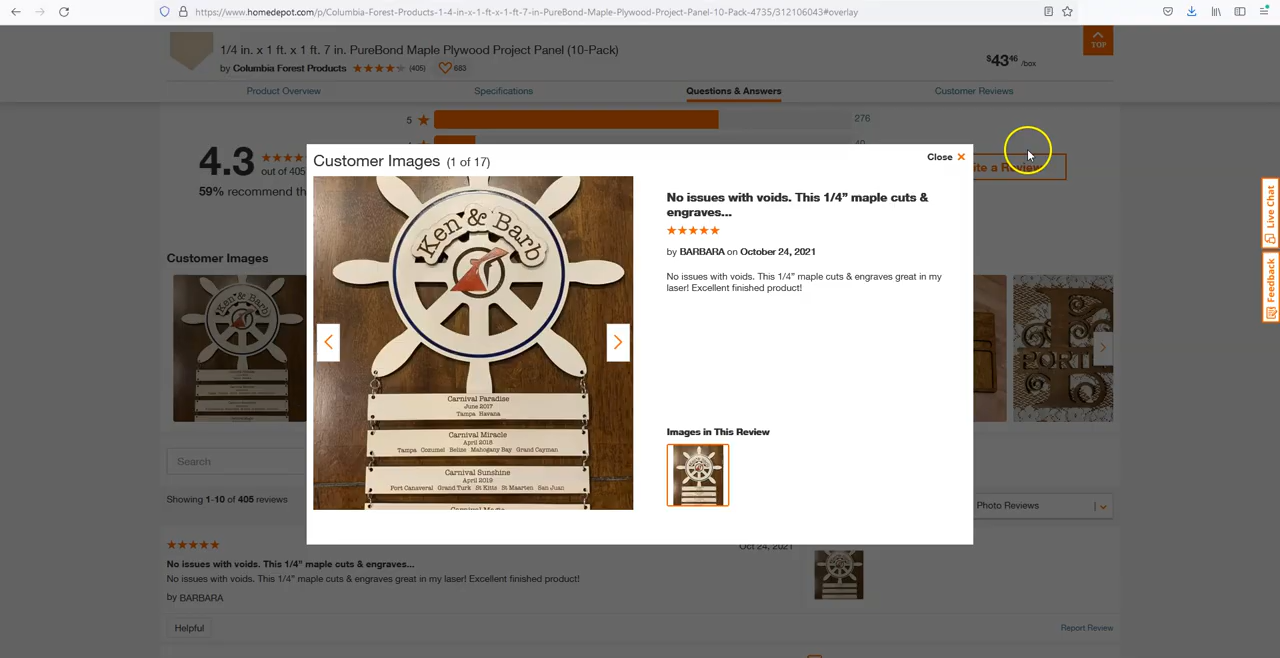 https://www.homedepot.com/p/Columbia-Forest-Products-1-4-in-x-1-ft-x-1-ft-7-in-PureBond-Maple-Plywood-Project-Panel-10-Pack-4735/312106043#overlay
1/4 in. x 1 ft. x 1 ft. 7 in. PureBond Maple Plywood Project Panel (10-Pack)
by Columbia Forest Products (405) 683
$43 46 /box
TOP
Product Overview
Specifications
Questions & Answers
Customer Reviews
5 276
4.3
out of 405
59% recommend th
Customer Images (1 of 17)
Close
Ken & Barb
Carnival Paradise
June 2017
Tampa Havana
Carnival Miracle
April 2018
Tampa Cozumel Belize Mahogany Bay Grand Cayman
Carnival Sunshine
April 2019
Port Canaveral Grand Turk St Kitts St Maarten San Juan
No issues with voids. This 1/4” maple cuts &
engraves...
by BARBARA on October 24, 2021
No issues with voids. This 1/4” maple cuts & engraves great in my
laser! Excellent finished product!
Images in This Review
Live Chat
Feedback
Customer Images
Ken & Barb
PORT
Search
Showing 1-10 of 405 reviews
Photo Reviews
Oct 24, 2021
No issues with voids. This 1/4” maple cuts & engraves...
No issues with voids. This 1/4” maple cuts & engraves great in my laser! Excellent finished product!
by BARBARA
Helpful
Report Review